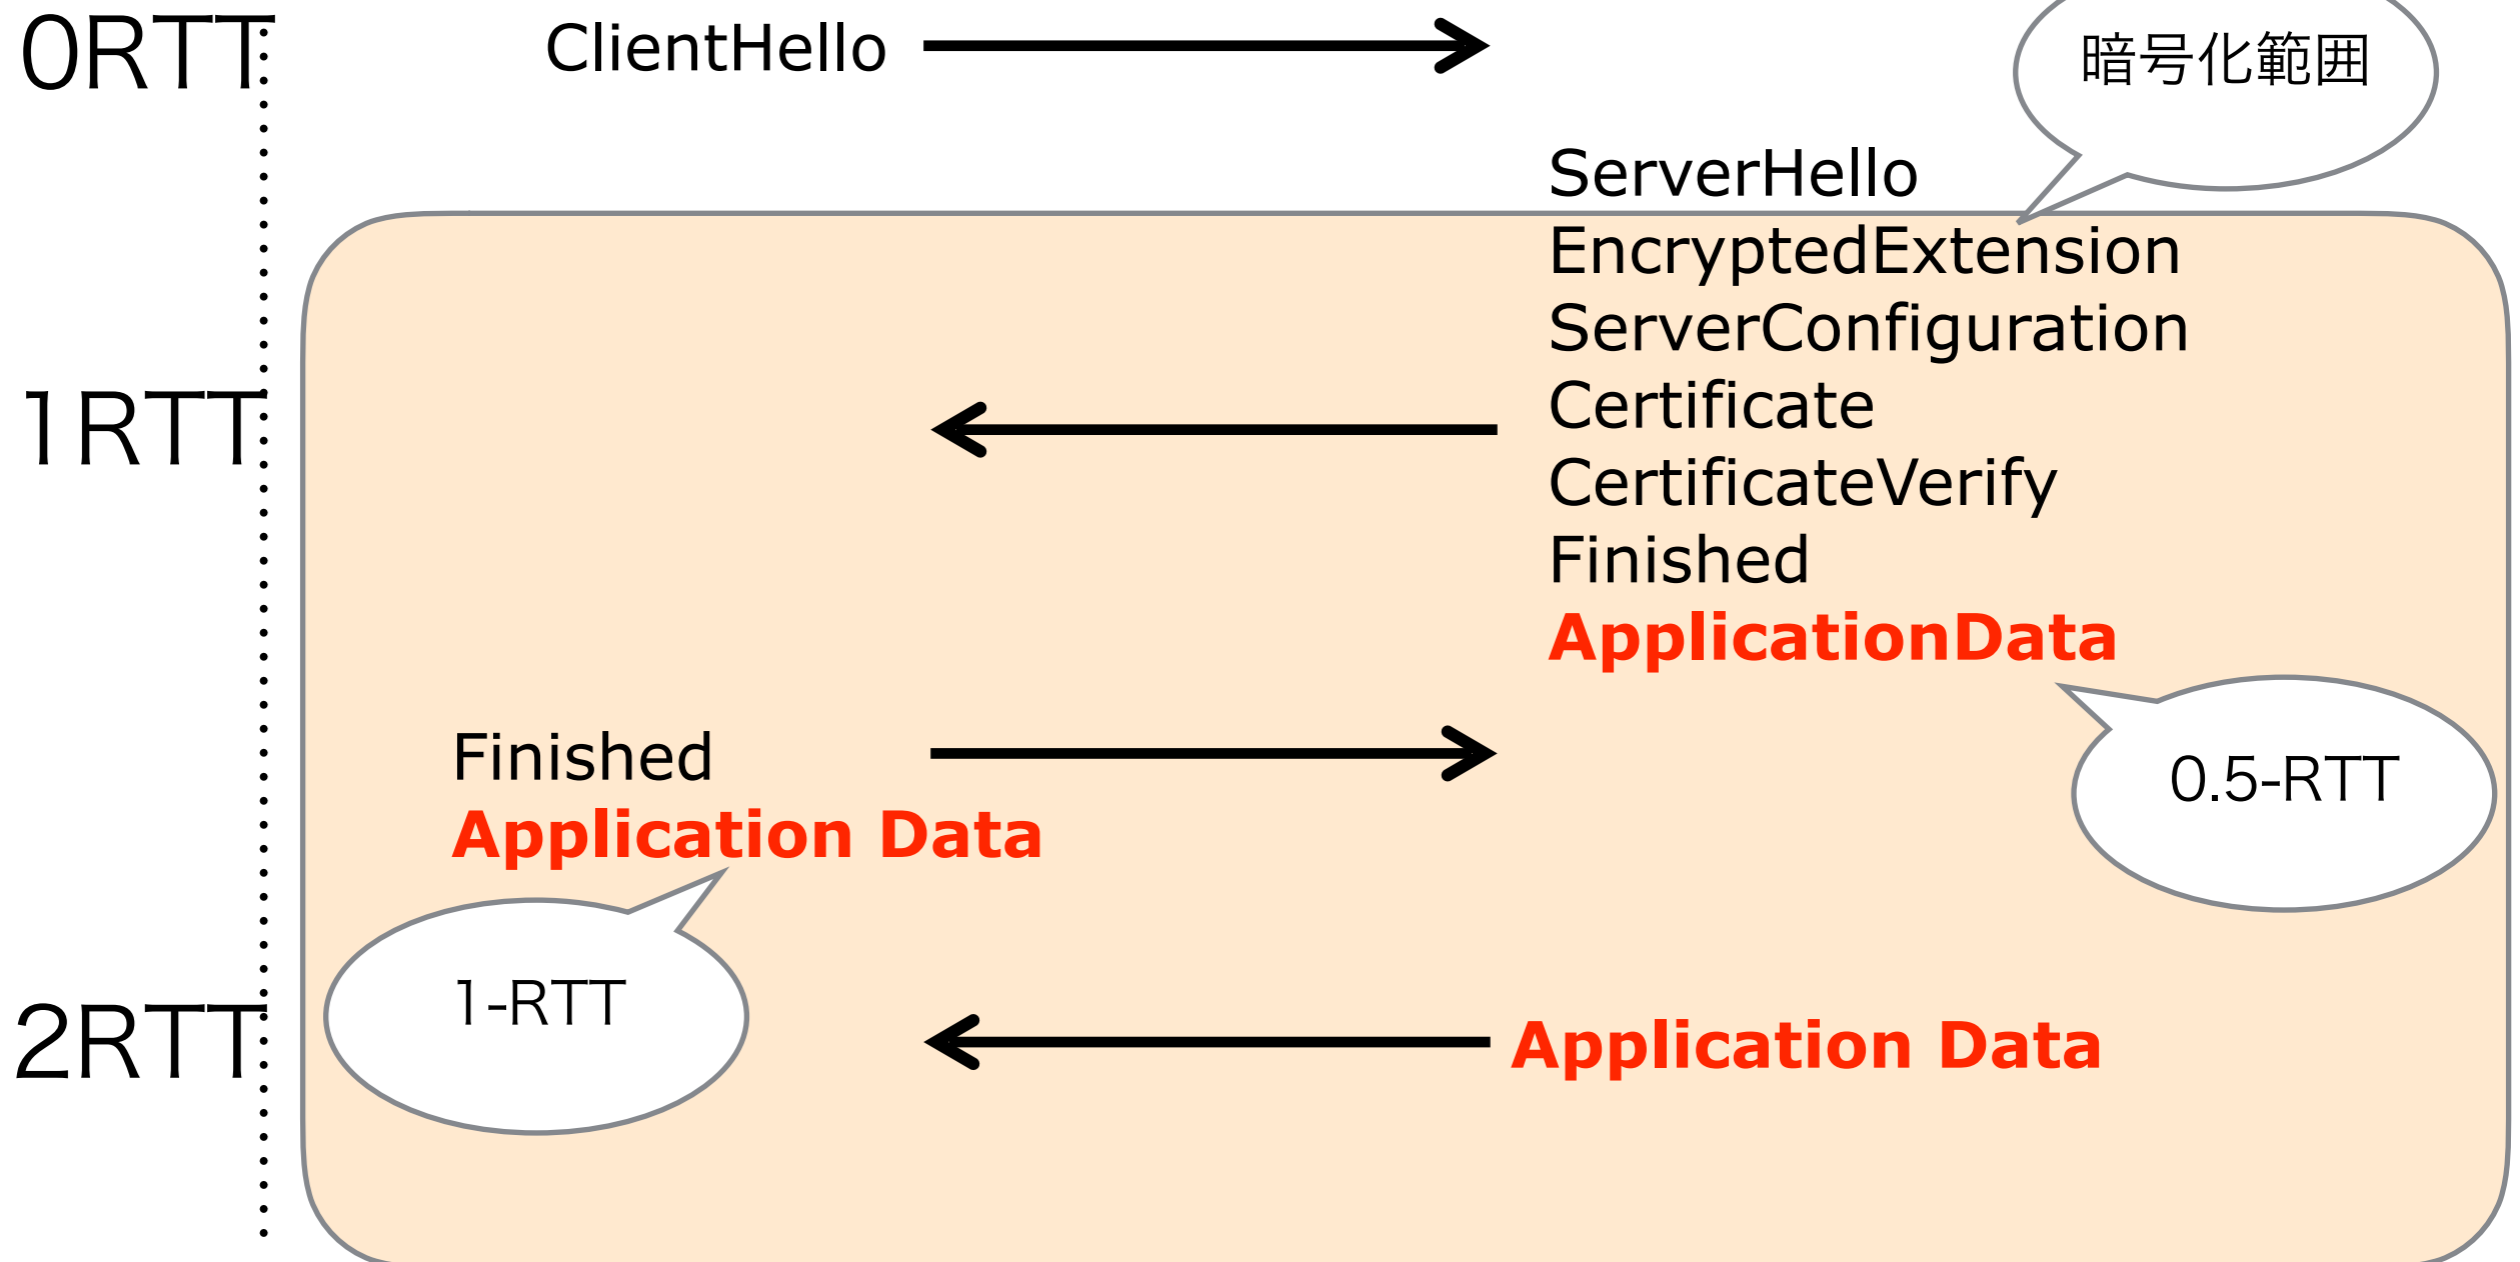 0RTT
ClientHello
暗号化範囲
ServerHello
EncryptedExtension
ServerConfiguration
1RTT
Certificate
CertificateVerify
Finished
ApplicationData
Finished
Application Data
0.5-RTT
1-RTT
2RTT
Application Data